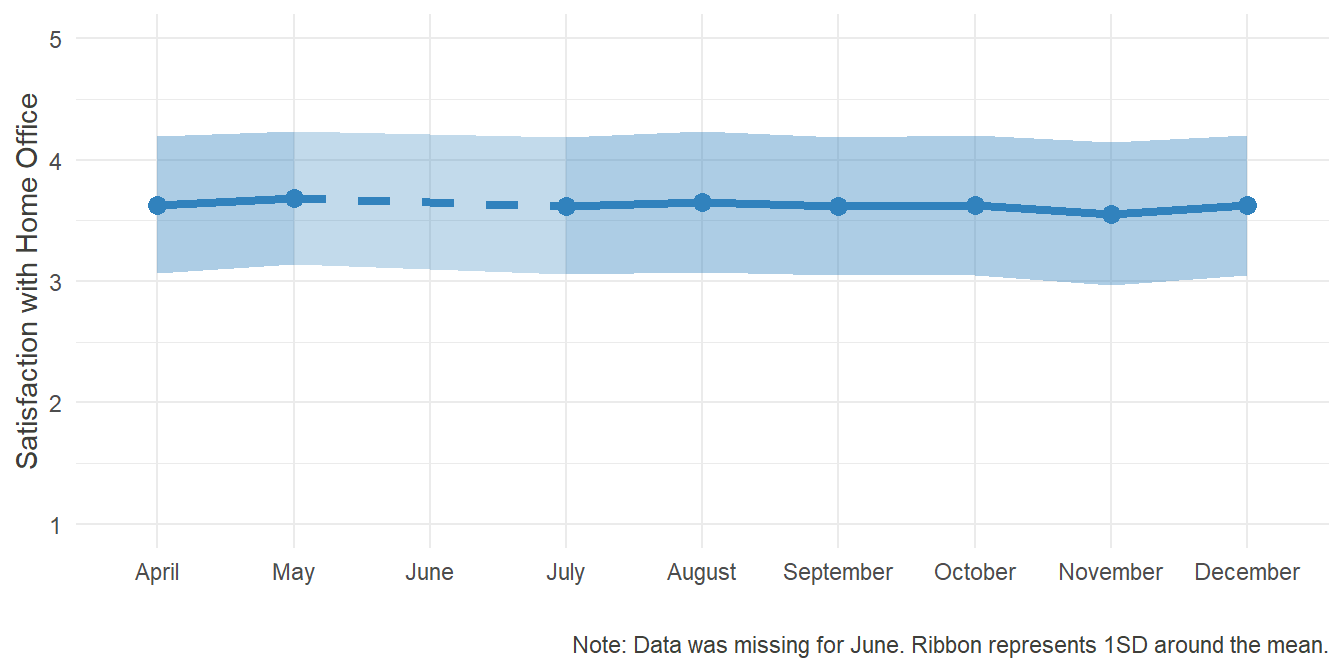 Satisfaction with Home Office
5
4
3
2
1
April May June July August September October November December
Note: Data was missing for June. Ribbon represents 1SD around the mean.